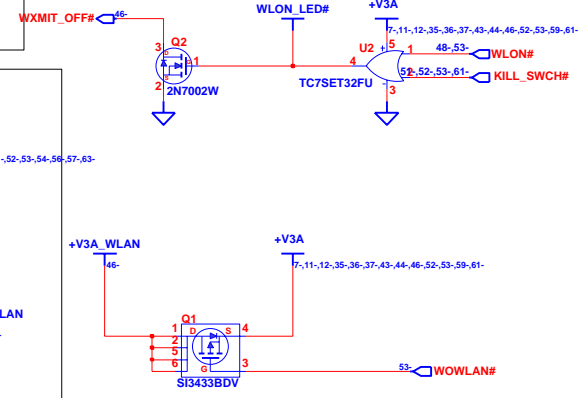 WXMIT_OFF#
46-
WLON_LED#
+V3A
7-,11-,12-,35-,36-,37-,43-,44-,46-,52-,53-,59-,61-
Q2
3
D
G
1
S
2
2N7002W
U2
5
+
4
1
48-,53-
WLON#
TC7SET32FU
2
51-,52-,53-,61-
KILL_SWCH#
-
3
-,52-,53-,54-,56-,57-,63-
+V3A_WLAN
46-
+V3A
7-,11-,12-,35-,36-,37-,43-,44-,46-,52-,53-,59-,61-
LAN
Q1
1
D
S
4
2
5
6
G
3
53-
WOWLAN#
SI3433BDV